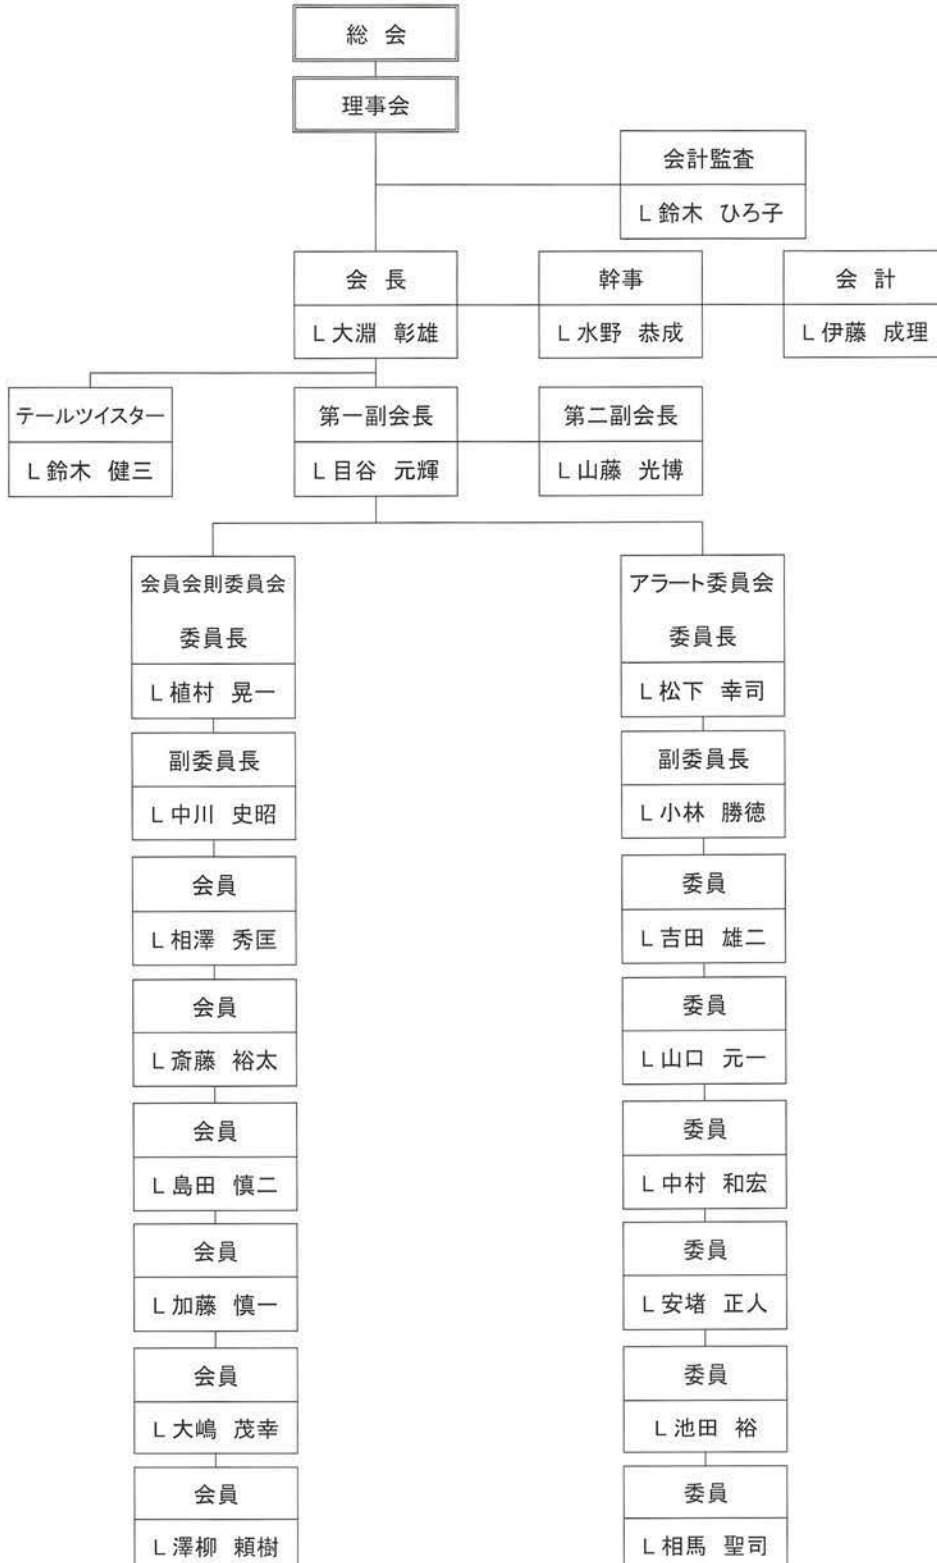 総 会
理事会
会計監査
L 鈴木 ひろ子
会 長
L 大淵 彰雄
幹事
L 水野 恭成
会 計
L 伊藤 成理
テールツイスター
L 鈴木 健三
第一副会長
L 目谷 元輝
第二副会長
L 山藤 光博
会員会則委員会
委員長
L 植村 晃一
副委員長
L 中川 史昭
会員
L 相澤 秀匡
会員
L 斎藤 裕太
会員
L 島田 慎二
会員
L 加藤 慎一
会員
L 大嶋 茂幸
会員
L 澤柳 頼樹
アラート委員会
委員長
L 松下 幸司
副委員長
L 小林 勝徳
委員
L 吉田 雄二
委員
L 山口 元一
委員
L 中村 和宏
委員
L 安堵 正人
委員
L 池田 裕
委員
L 相馬 聖司